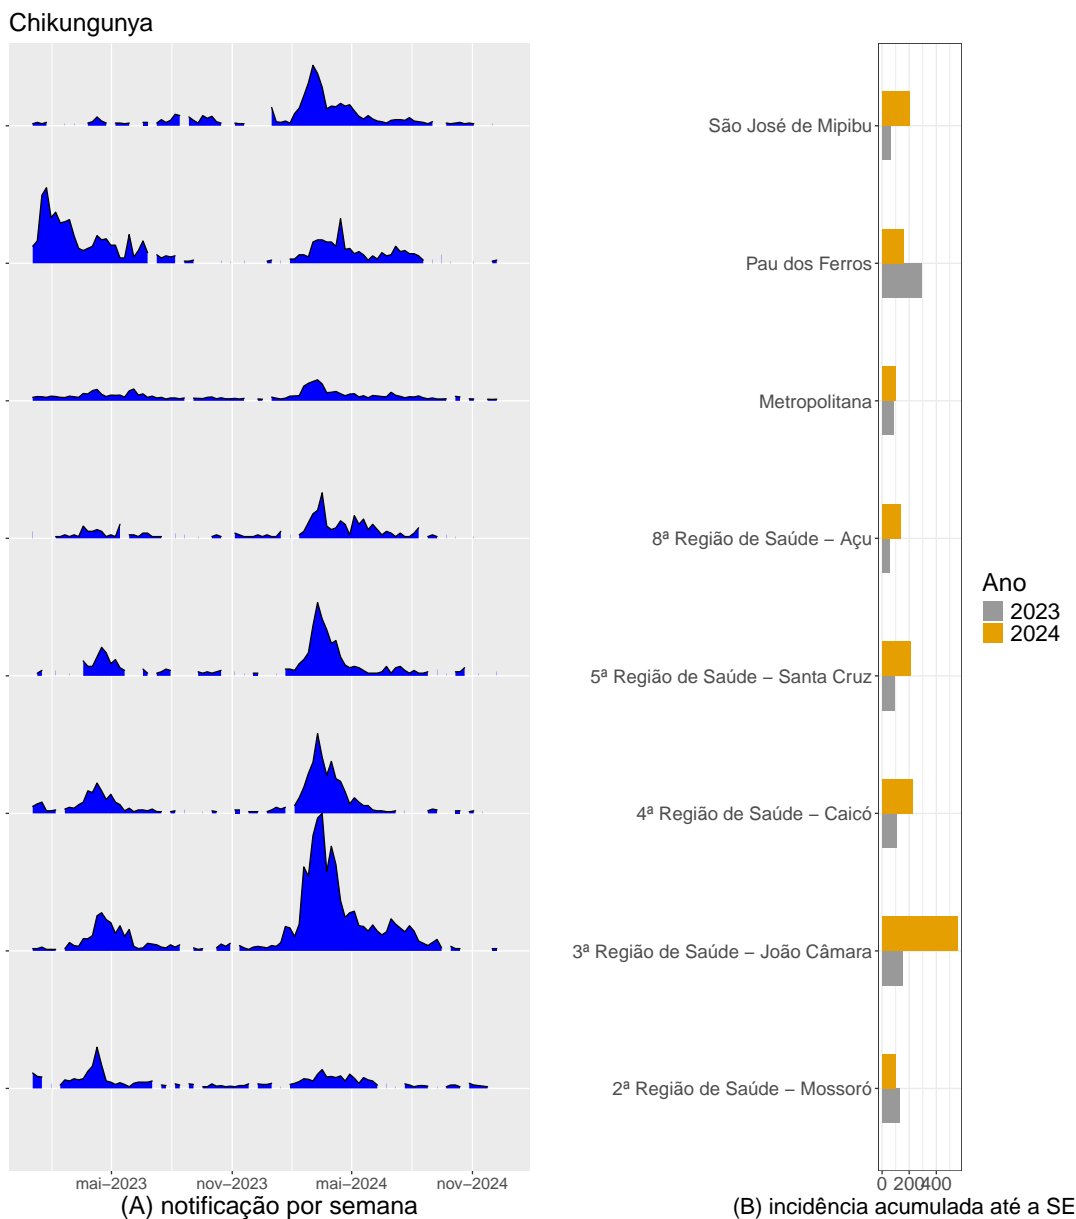 Chikungunya
São José de Mipibu
Pau dos Ferros
Metropolitana
8ª Região de Saúde − Açu
5ª Região de Saúde − Santa Cruz
4ª Região de Saúde − Caicó
3ª Região de Saúde − João Câmara
2ª Região de Saúde − Mossoró
Ano
2023
2024
mai−2023 nov−2023 mai−2024 nov−2024
0 200 400
(A) notificação por semana
(B) incidência acumulada até a SE